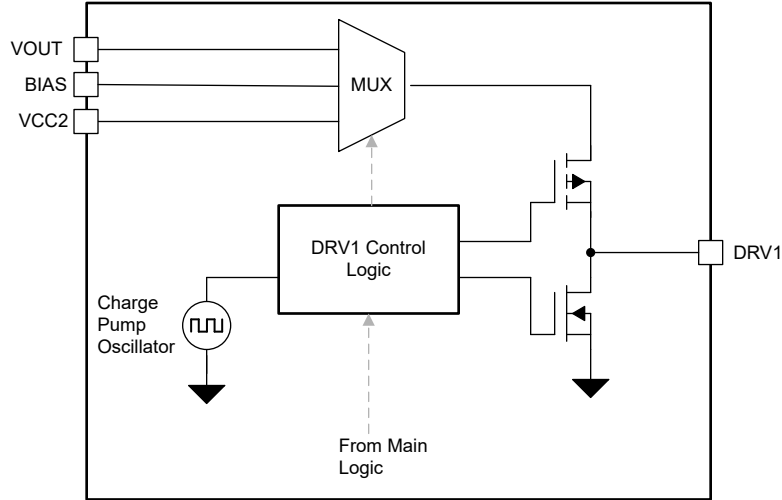 VOUT
BIAS
VCC2
MUX
DRV1 Control
Logic
DRV1
Charge
Pump
Oscillator
From Main
Logic